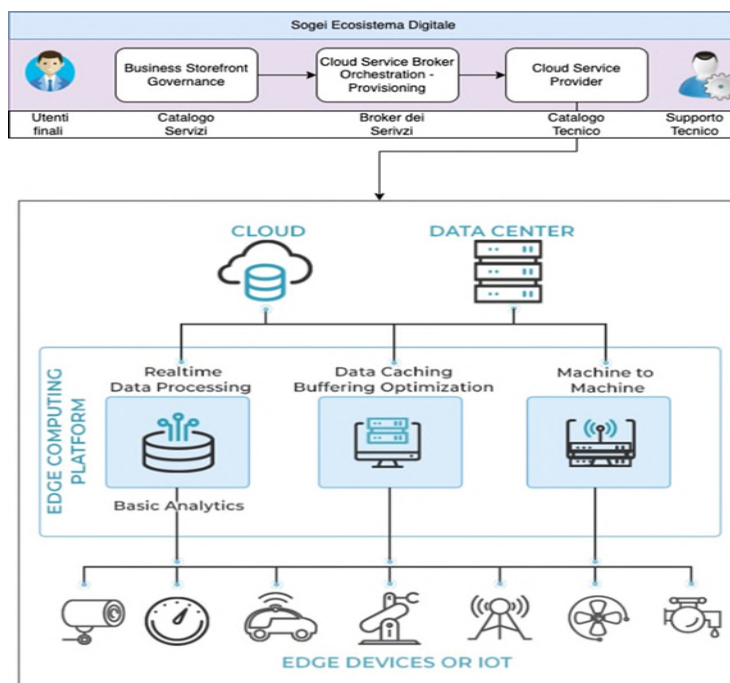 Sogei Ecosistema Digitale
Business Storefront
Governance
Cloud Service Broker
Orchestration -
Provisioning
Cloud Service
Provider
Utenti
finali
Catalogo
Servizi
Broker dei
Serivzi
Catalogo
Tecnico
Supporto
Tecnico
CLOUD
DATA CENTER
EDGE COMPUTING
PLATFORM
Realtime
Data Processing
Data Caching
Buffering Optimization
Machine to
Machine
Basic Analytics
EDGE DEVICES OR IOT